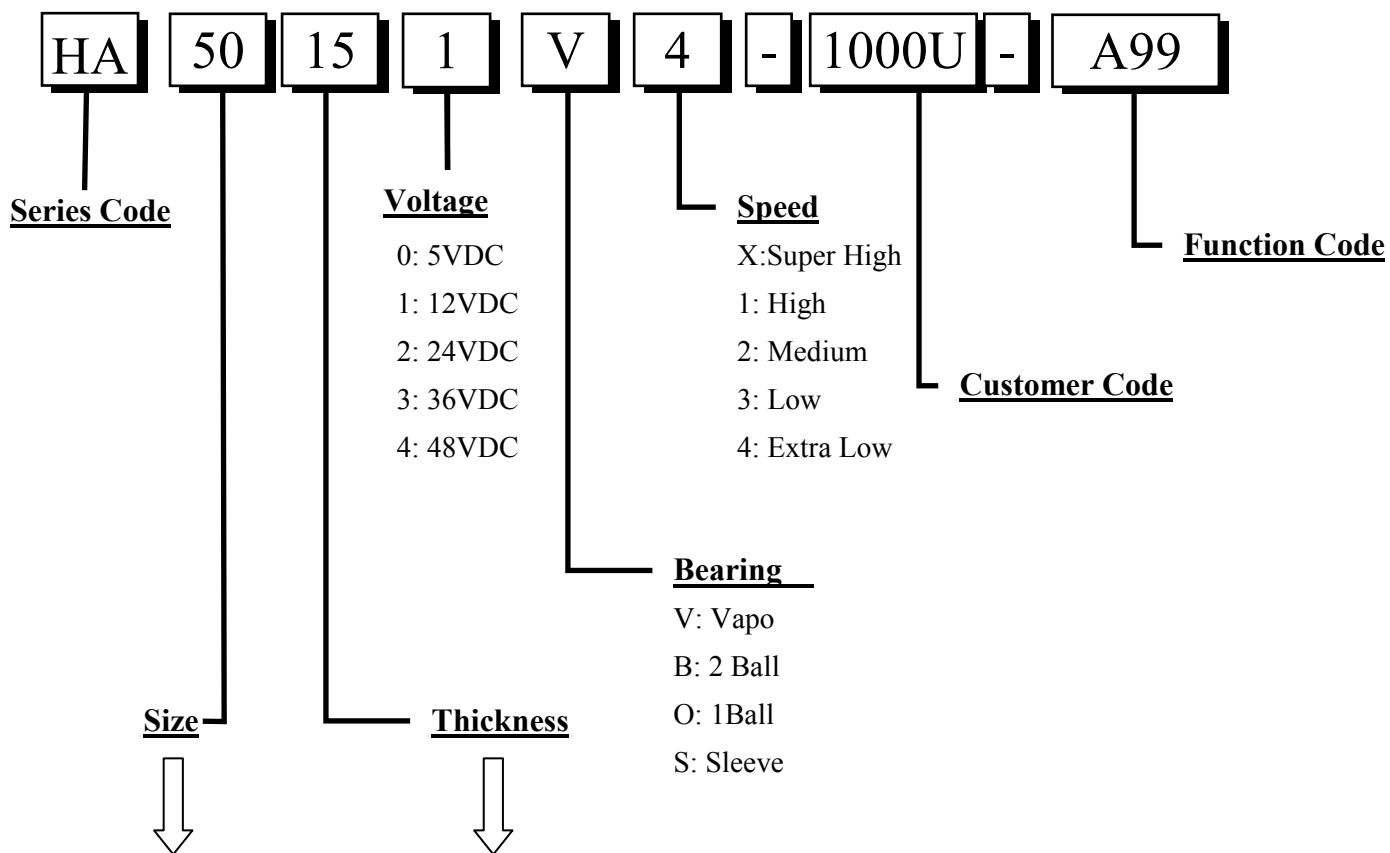 HA 50 15 1 V 4 - 1000U - A99
Series Code
Voltage
0: 5VDC
1: 12VDC
2: 24VDC
3: 36VDC
4: 48VDC
Speed
X:Super High
1: High
2: Medium
3: Low
4: Extra Low
Function Code
Customer Code
Bearing
V: Vapo
B: 2 Ball
O: 1Ball
S: Sleeve
Size
Thickness